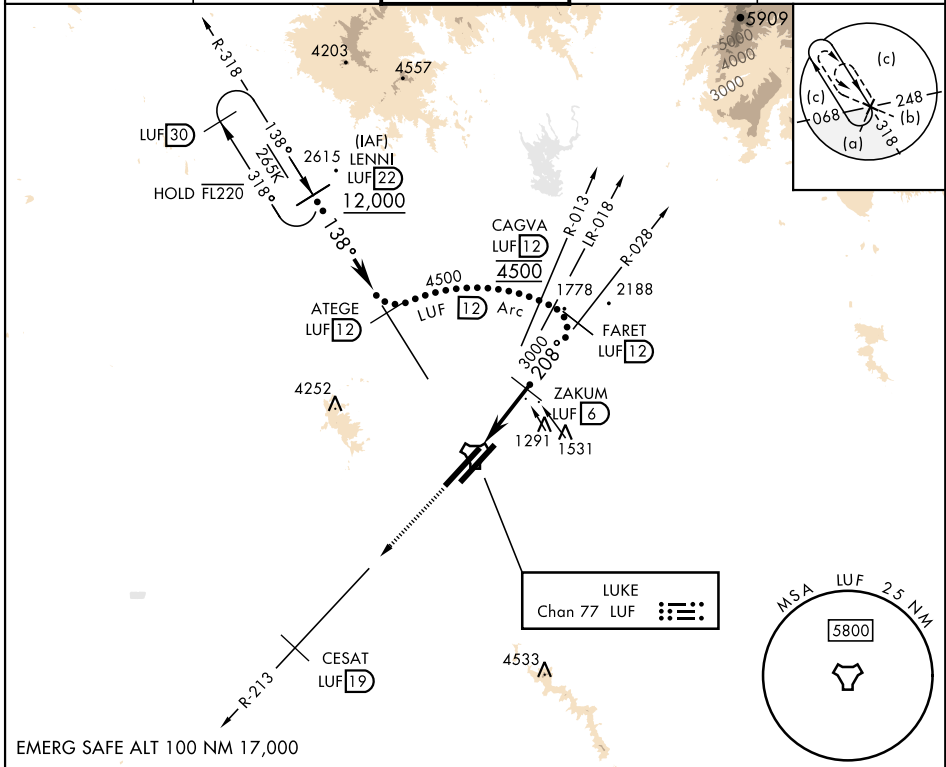 5909
5000
4000
3000
4203
4557
R-318
LUF 30
138°
265K
318°
HOLD FL220
2615
(IAF)
LENNI
LUF 22
12,000
138°
(c)
(c)
068
248
(b)
(a)
318
CAGVA
LUF 12
4500
R-013
LR-018
R-028
4500
LUF 12 Arc
1778
2188
ATEGE
LUF 12
FARET
LUF 12
3000
208°
ZAKUM
LUF 6
4252
1291
1531
LUKE
Chan 77 LUF
MSA LUF 25 NM
5800
CESAT
LUF 19
R-213
4533
EMERG SAFE ALT 100 NM 17,000